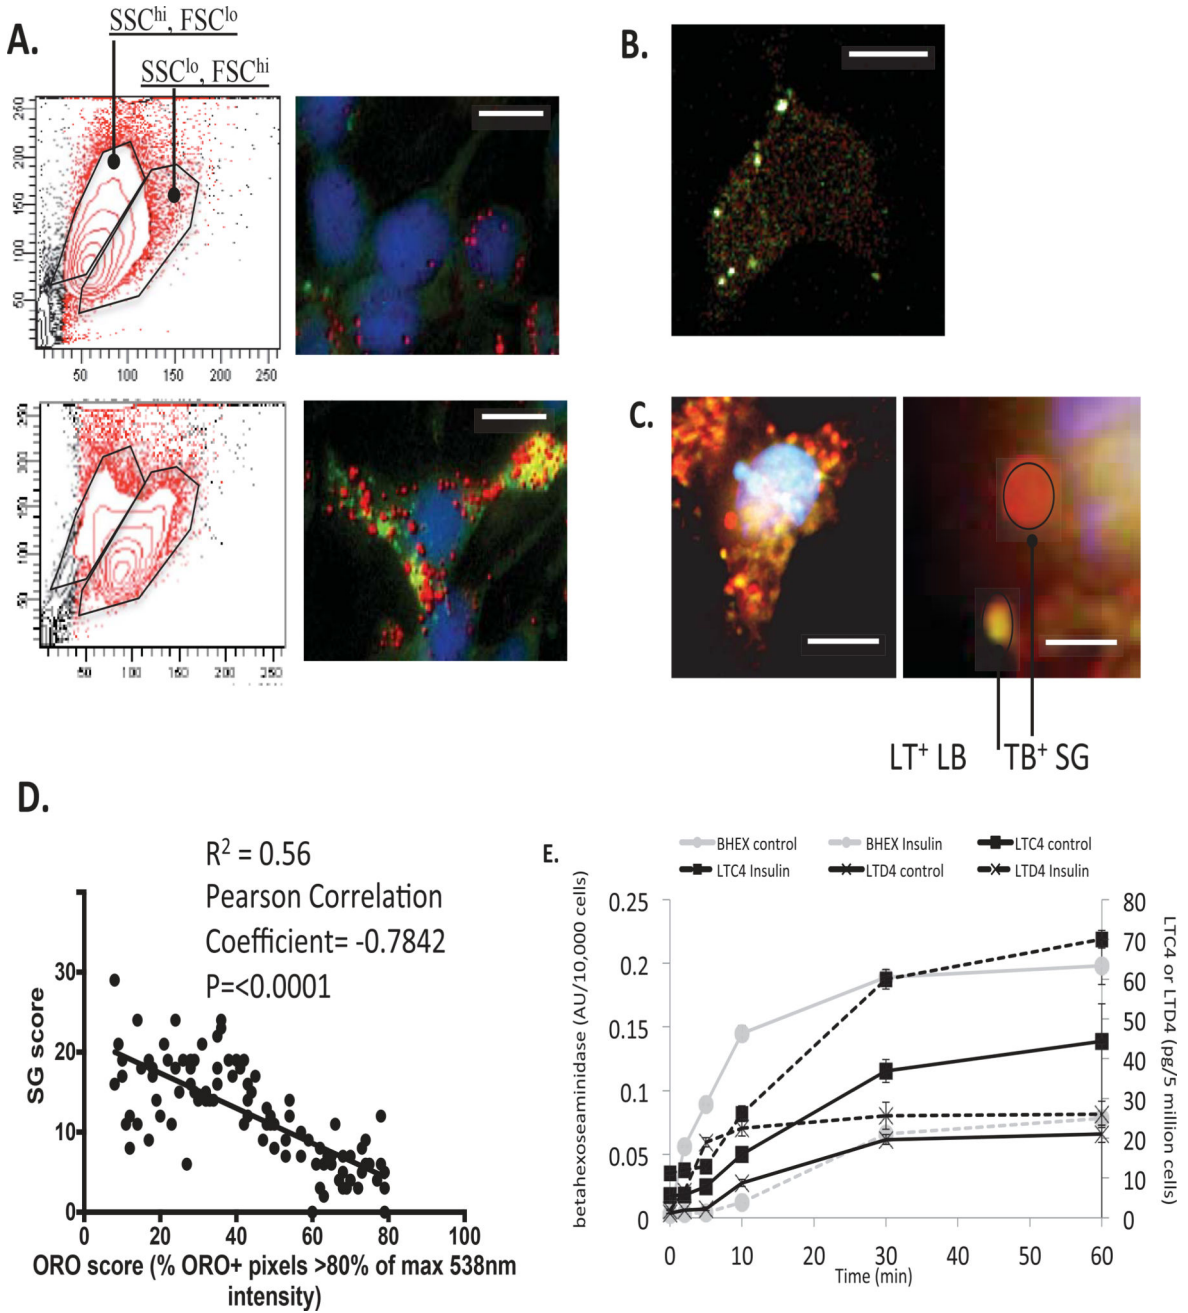 A.
SSC^hi, FSC^lo
SSC^lo, FSC^hi
250
200
150
100
50
50 100 150 200 250
50 100 150 200 250
B.
C.
LT+ LB
TB+ SG
D.
R² = 0.56
Pearson Correlation
Coefficient= -0.7842
P=<0.0001
SG score
30
20
10
0
0 20 40 60 80 100
ORO score (% ORO+ pixels >80% of max 538nm
intensity)
E.
BHEX control
BHEX Insulin
LTC4 control
LTC4 Insulin
LTD4 control
LTD4 Insulin
betahexoseaminidase (AU/10,000 cells)
0.25
0.2
0.15
0.1
0.05
0
80
70
60
50
40
30
20
10
0
LTC4 or LTD4 (pg/5 million cells)
0 10 20 30 40 50 60
Time (min)